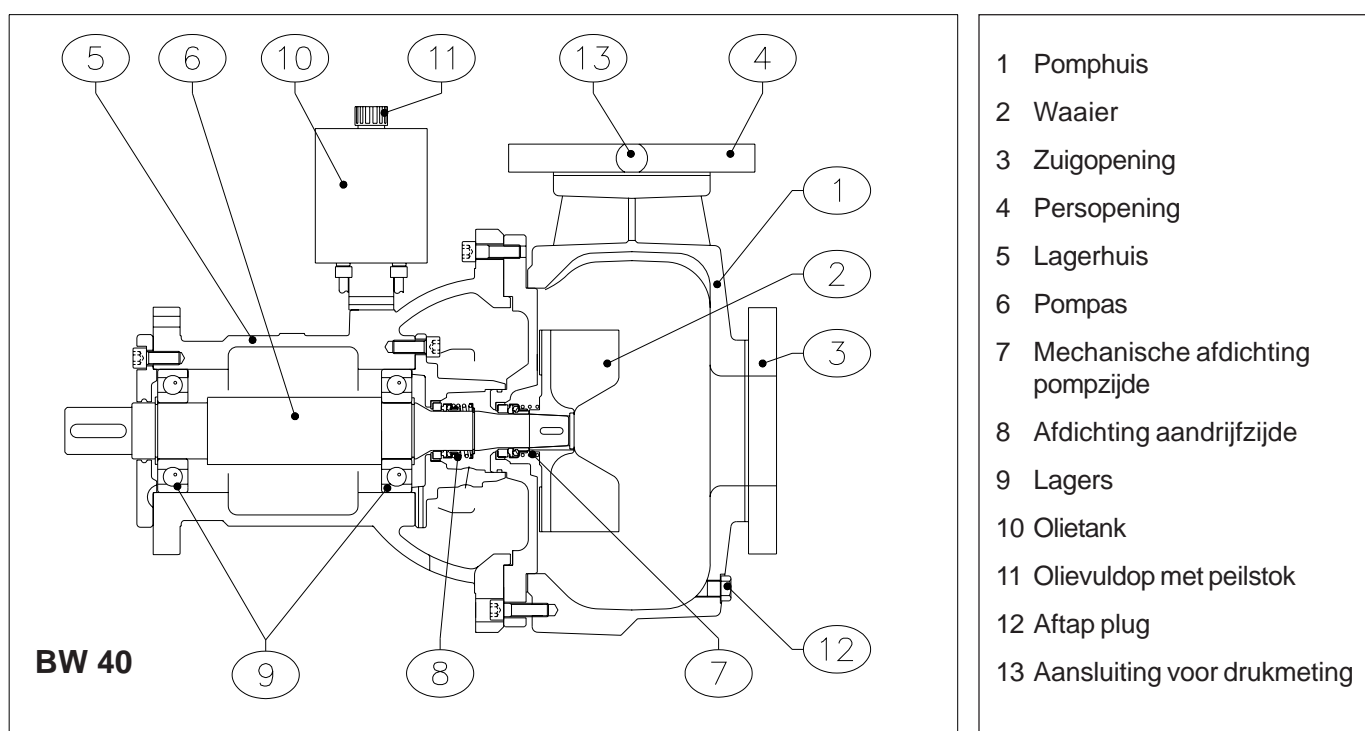 5 6 10 11 13 4
1
2
3
BW 40
9 8 7 12
1 Pomphuis
2 Waaier
3 Zuigopening
4 Persopening
5 Lagerhuis
6 Pompas
7 Mechanische afdichting
pompzijde
8 Afdichting aandrijfzijde
9 Lagers
10 Olietank
11 Olievuldop met peilstok
12 Aftap plug
13 Aansluiting voor drukmeting